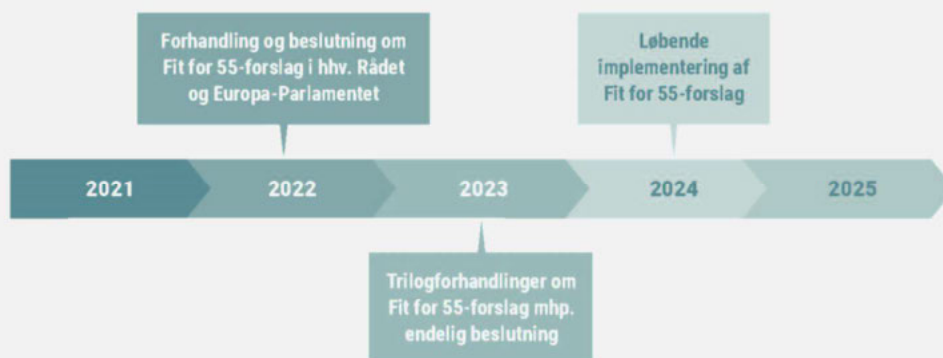 Forhandling og beslutning om
Fit for 55-forslag i hhv. Rådet
og Europa-Parlamentet
Løbende
implementering af
Fit for 55-forslag
2021
2022
2023
2024
2025
Trilogforhandlinger om
Fit for 55-forslag mhp.
endelig beslutning